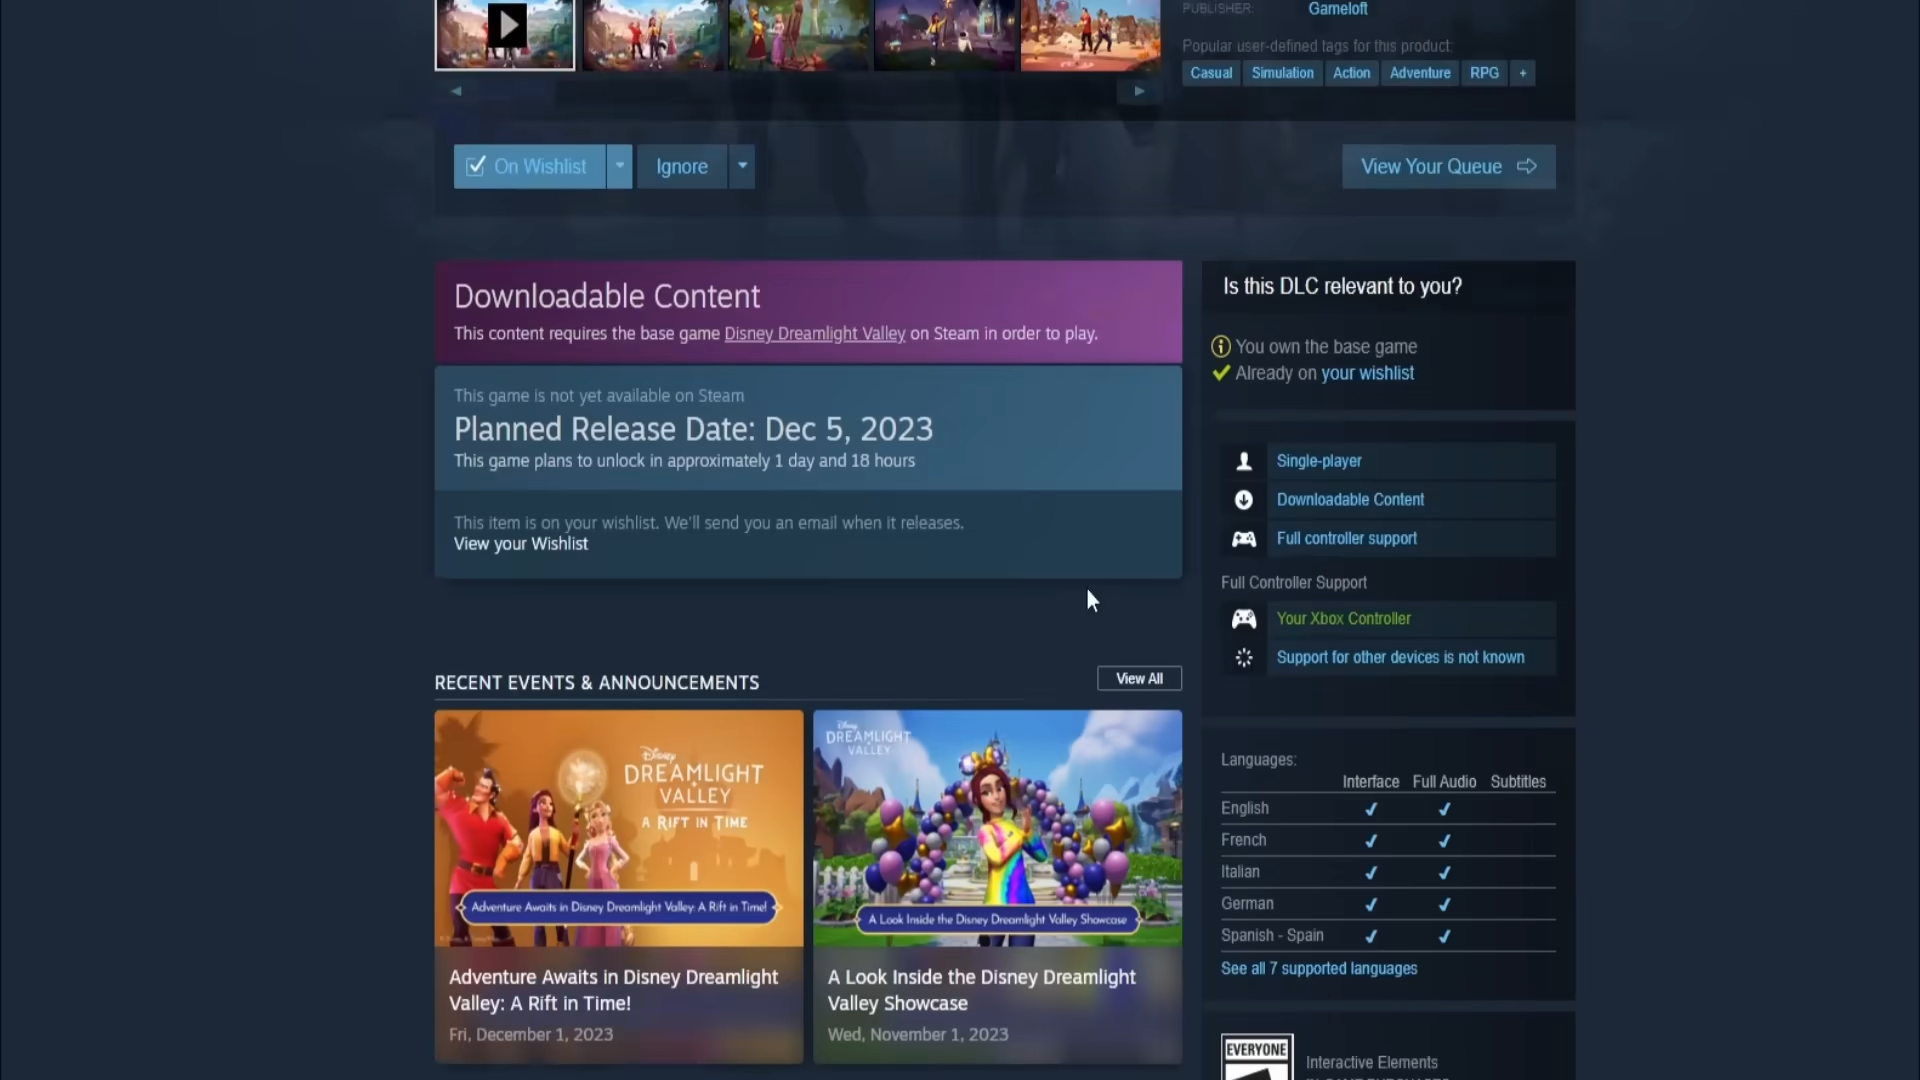 PUBLISHER: Gameloft
Popular user-defined tags for this product:
Casual Simulation Action Adventure RPG +
On Wishlist Ignore View Your Queue
Downloadable Content
This content requires the base game Disney Dreamlight Valley on Steam in order to play.
This game is not yet available on Steam
Planned Release Date: Dec 5, 2023
This game plans to unlock in approximately 1 day and 18 hours
This item is on your wishlist. We'll send you an email when it releases.
View your Wishlist
Is this DLC relevant to you?
You own the base game
Already on your wishlist
Single-player
Downloadable Content
Full controller support
Full Controller Support
Your Xbox Controller
Support for other devices is not known
RECENT EVENTS & ANNOUNCEMENTS View All
Disney
DREAMLIGHT
VALLEY
A RIFT IN TIME
Adventure Awaits in Disney Dreamlight Valley: A Rift in Time!
Adventure Awaits in Disney Dreamlight
Valley: A Rift in Time!
Fri, December 1, 2023
Disney
DREAMLIGHT
VALLEY
A Look Inside the Disney Dreamlight Valley Showcase
A Look Inside the Disney Dreamlight
Valley Showcase
Wed, November 1, 2023
Languages:
Interface Full Audio Subtitles
English ✔ ✔
French ✔ ✔
Italian ✔ ✔
German ✔ ✔
Spanish - Spain ✔ ✔
See all 7 supported languages
EVERYONE
Interactive Elements